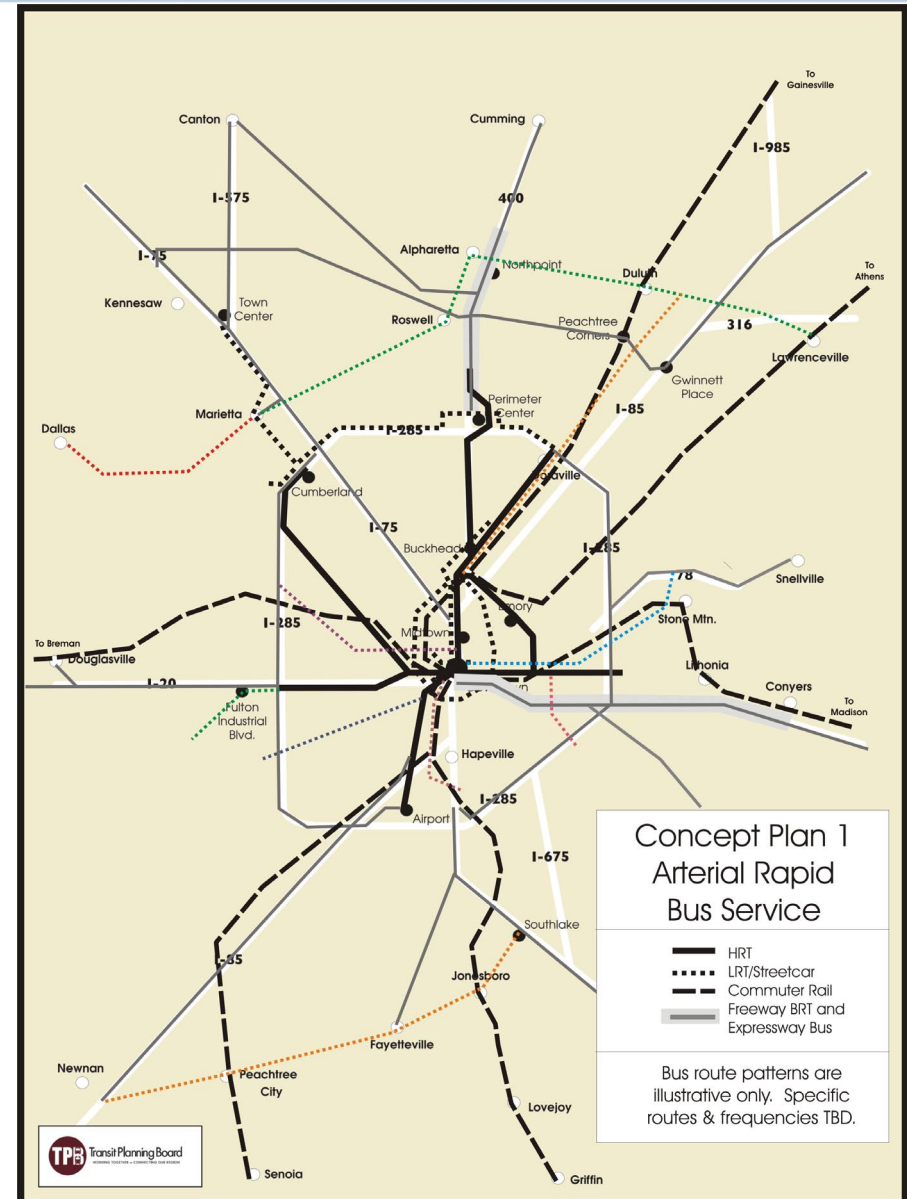 To
Gainesville
Canton
Cumming
I-985
I-575
400
Alpharetta
I-75
Northpoint
Duluth
To
Athens
Kennesaw
Town
Center
Roswell
Peachtree
Corners
316
Lawrenceville
Gwinnett
Place
Perimeter
Center
I-85
Marietta
Dallas
I-285
Doraville
Cumberland
I-75
Buckhead
I-285
78
Snellville
Emory
Stone Mtn.
I-285
Midtown
To Breman
Douglasville
Lithonia
I-20
Conyers
To
Madison
Fulton
Industrial
Blvd.
Hapeville
I-285
Airport
I-675
Southlake
I-85
Jonesboro
Fayetteville
Newnan
Peachtree
City
Lovejoy
Senoia
Griffin
Concept Plan 1
Arterial Rapid
Bus Service
HRT
LRT/Streetcar
Commuter Rail
Freeway BRT and
Expressway Bus
Bus route patterns are
illustrative only. Specific
routes & frequencies TBD.
Transit Planning Board